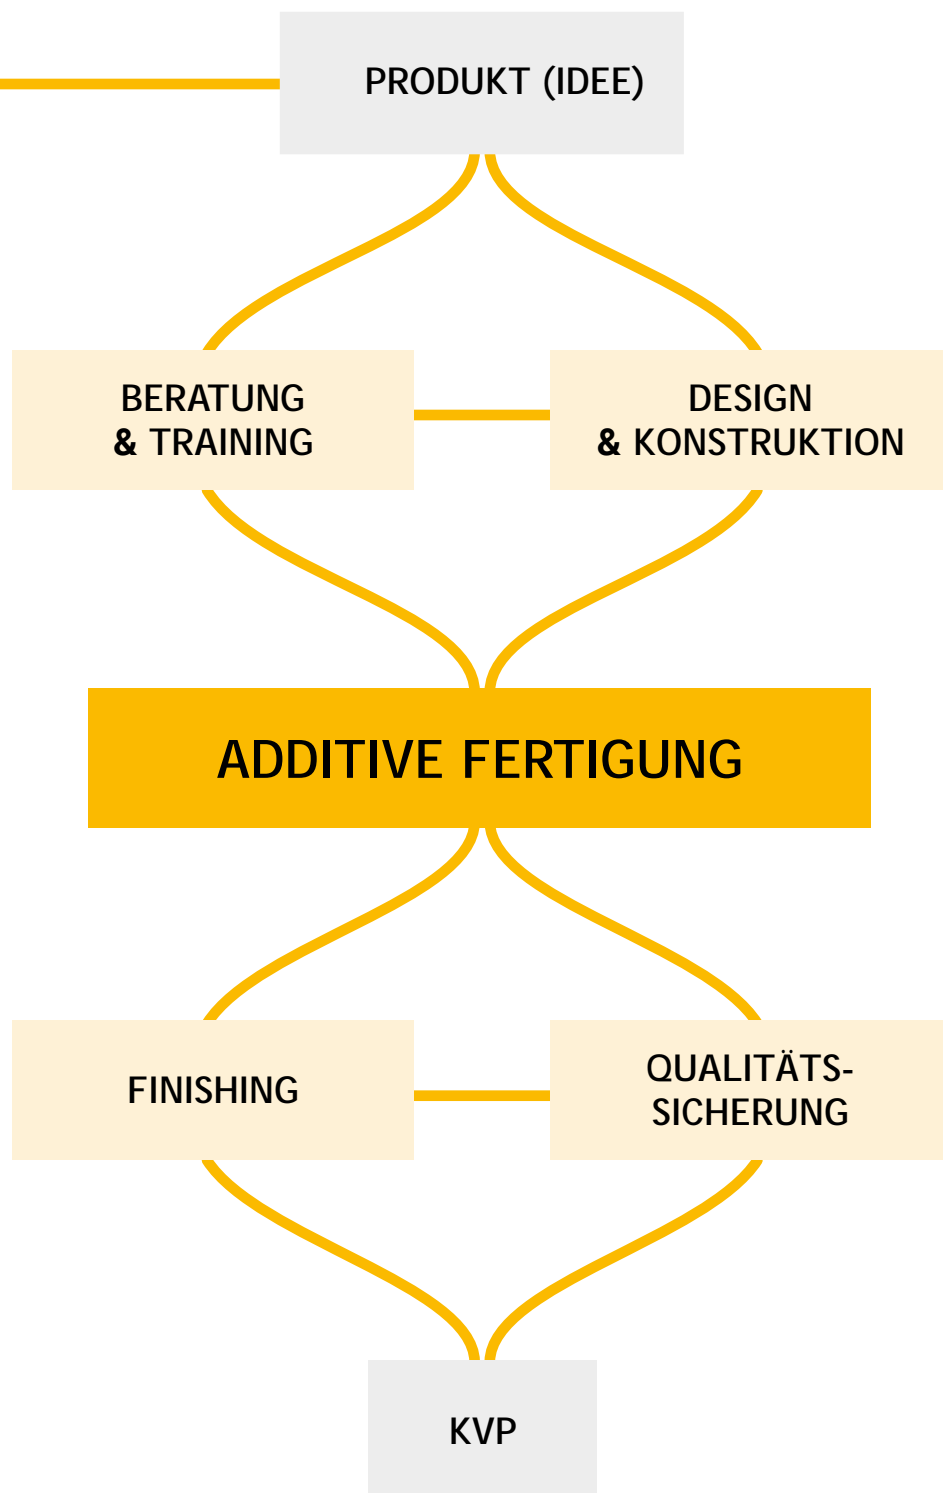 PRODUKT (IDEE)
BERATUNG
& TRAINING
DESIGN
& KONSTRUKTION
ADDITIVE FERTIGUNG
FINISHING
QUALITÄTS-
SICHERUNG
KVP